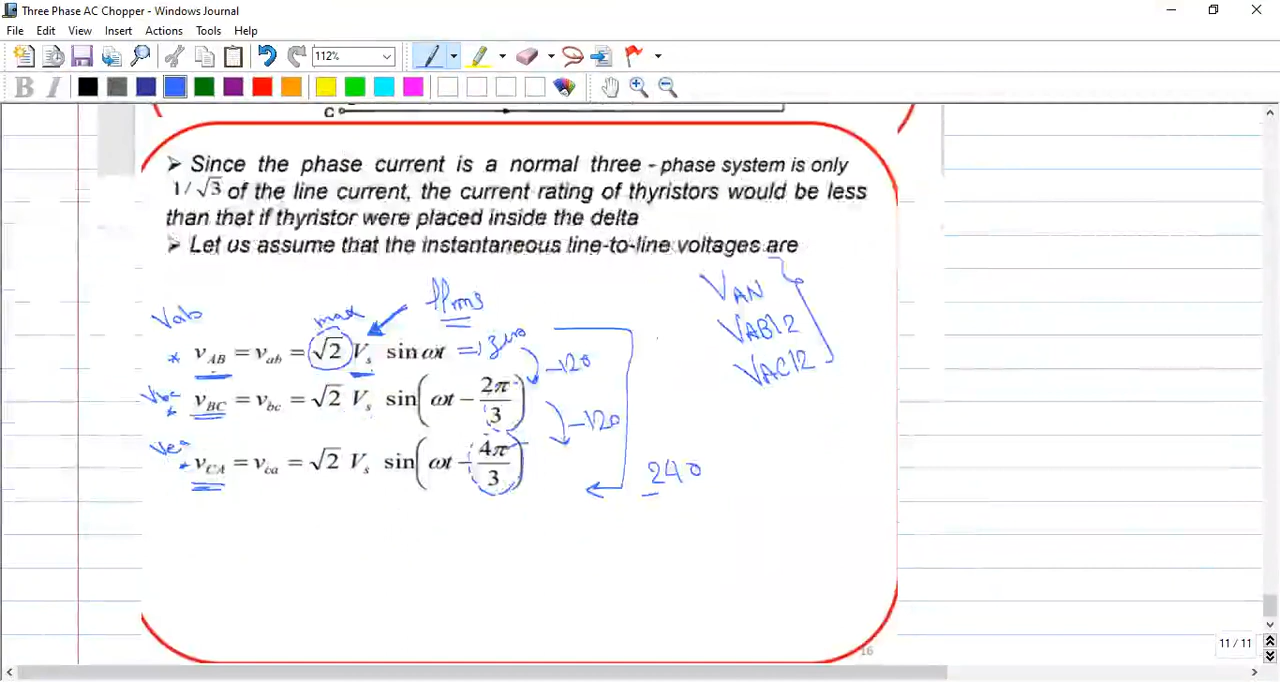 Three Phase AC Chopper - Windows Journal
File Edit View Insert Actions Tools Help
112%
B I
C
➢ Since the phase current is a normal three - phase system is only
1/√3 of the line current, the current rating of thyristors would be less
than that if thyristor were placed inside the delta
➢ Let us assume that the instantaneous line-to-line voltages are
Vab
max
llrms
VAN
VAB/2
VAC/2
* v_AB = v_ab = √2 V_s sin ωt => zero
-120
Vbc
* v_BC = v_bc = √2 V_s sin(ωt − 2π/3)
-120
Vca
* v_CA = v_ca = √2 V_s sin(ωt − 4π/3)
240
16
11 / 11